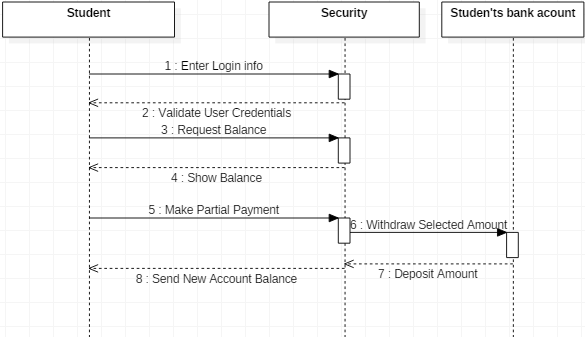 Student
Security
Studen'ts bank acount
1 : Enter Login info
2 : Validate User Credentials
3 : Request Balance
4 : Show Balance
5 : Make Partial Payment
6 : Withdraw Selected Amount
7 : Deposit Amount
8 : Send New Account Balance